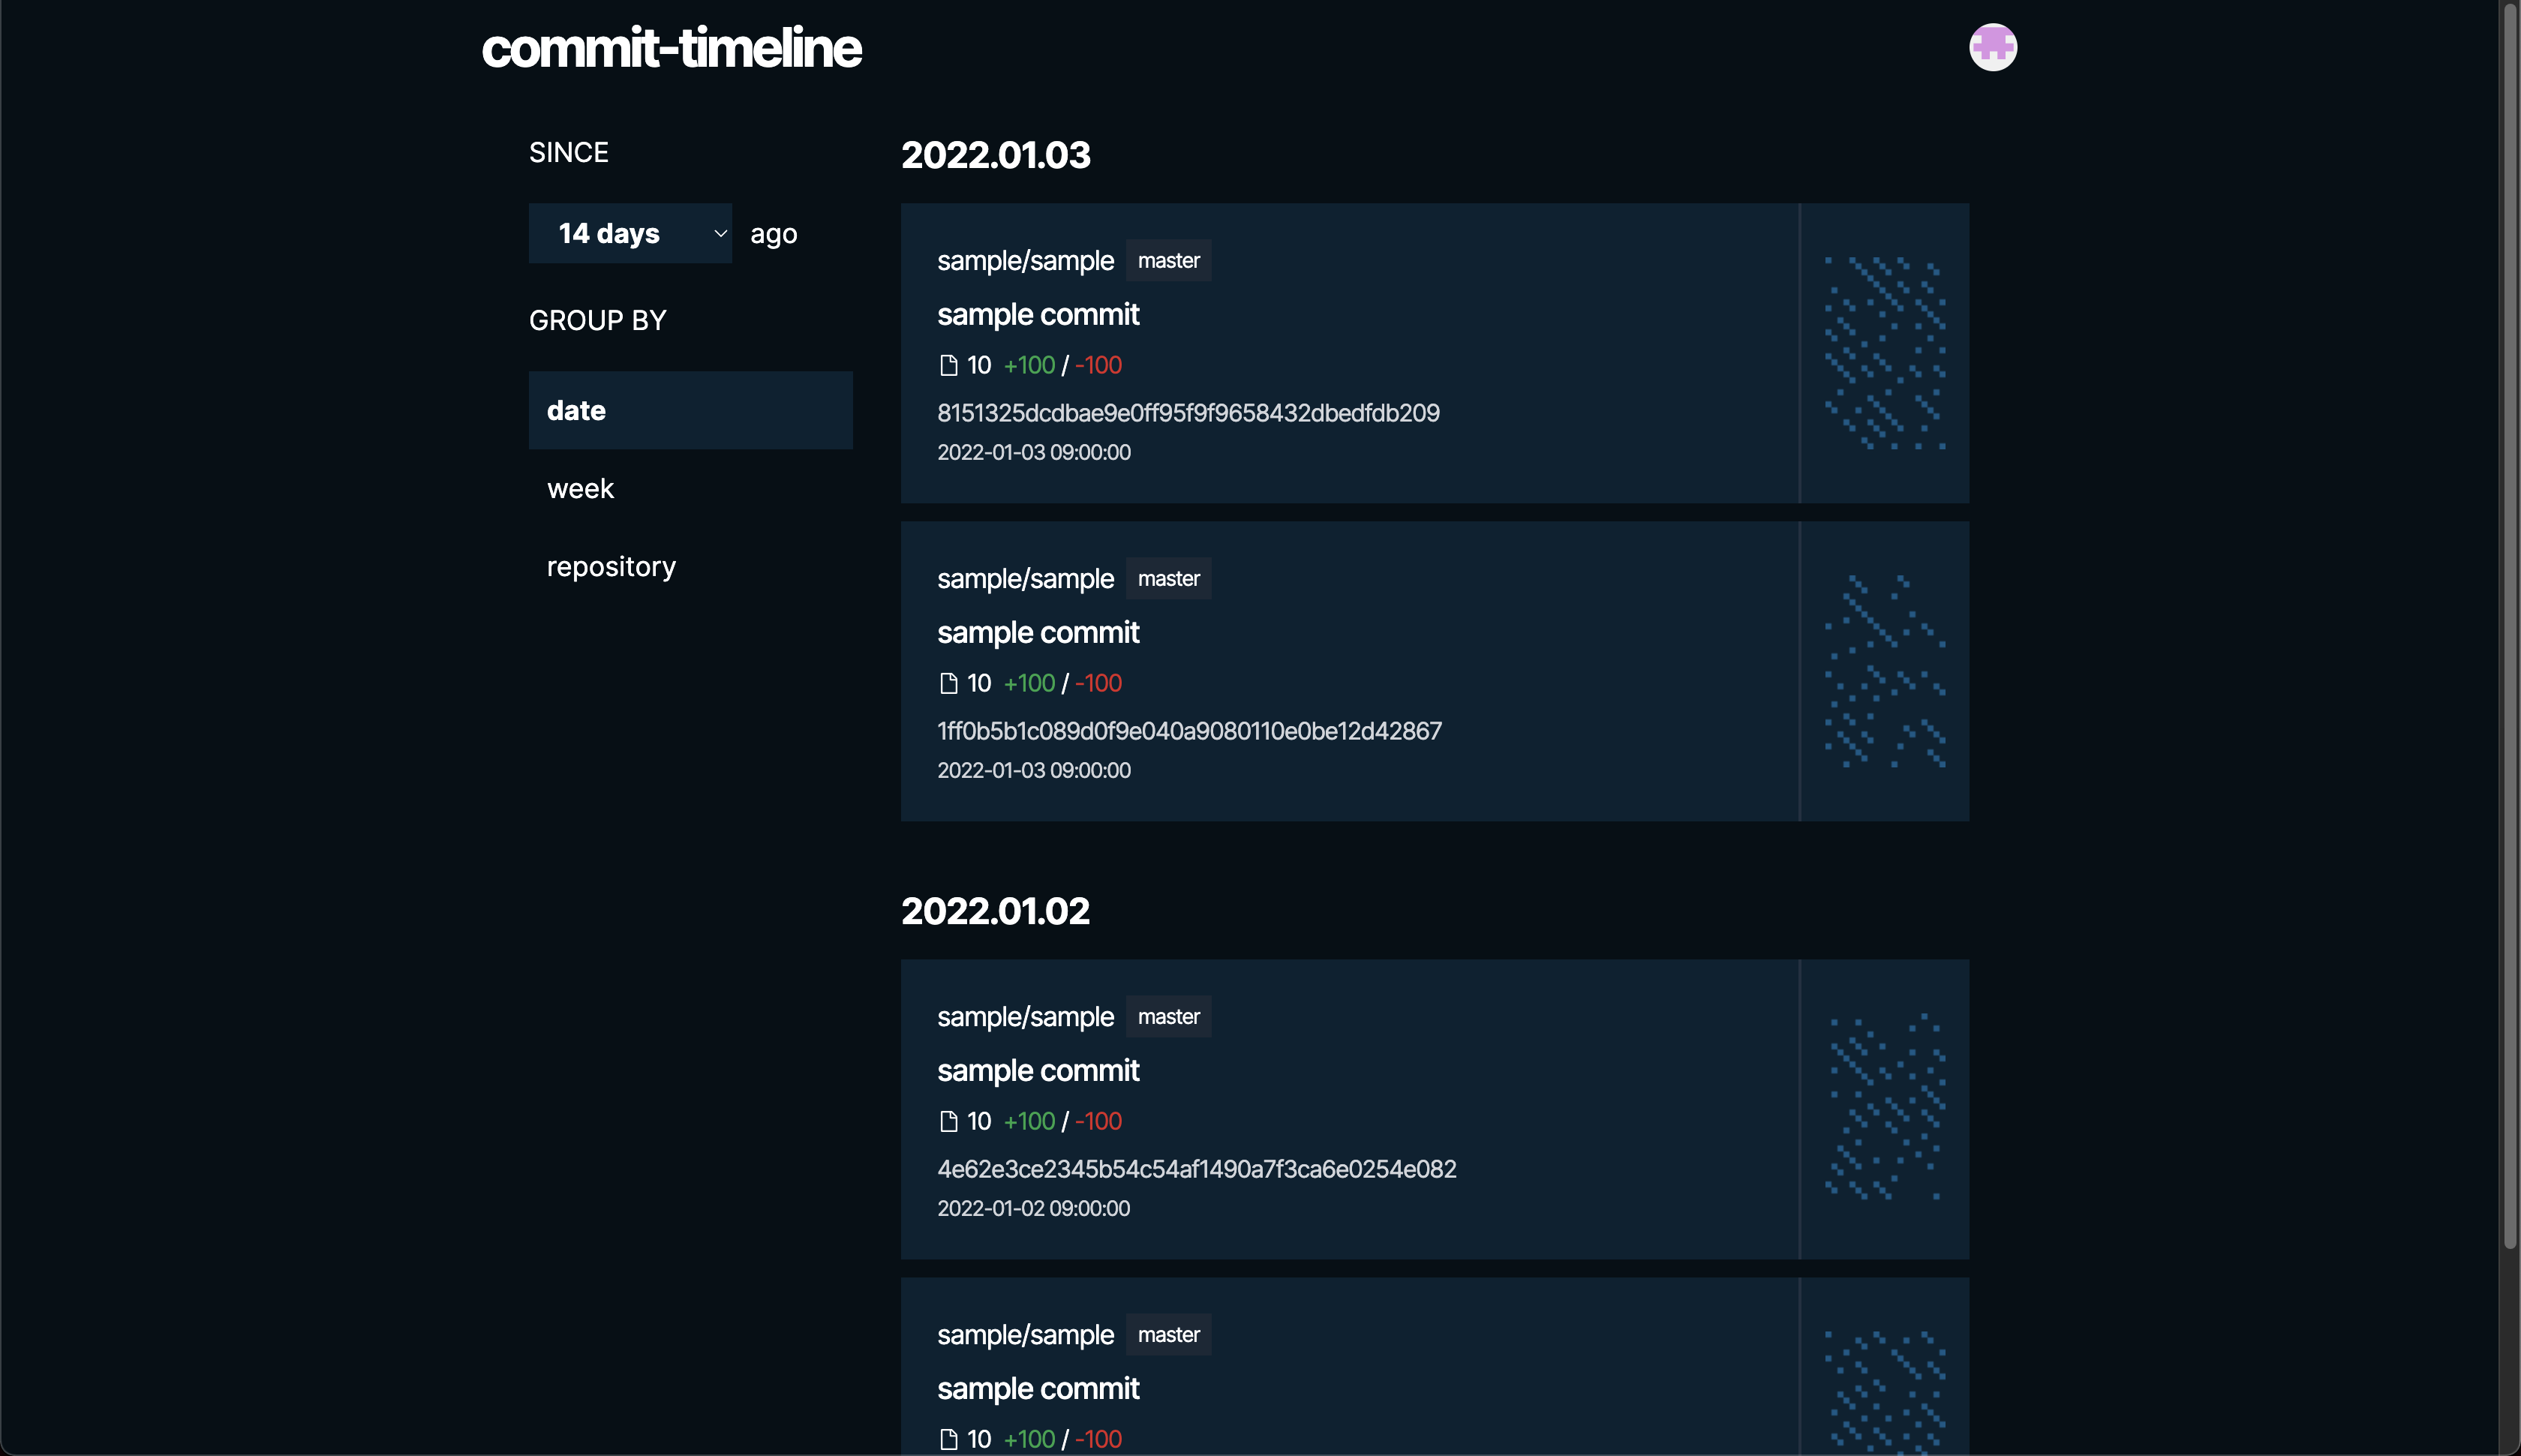 commit-timeline
SINCE
14 days ago
GROUP BY
date
week
repository
2022.01.03
sample/sample master
sample commit
10 +100 / -100
8151325dcdbae9e0ff95f9f9658432dbedfdb209
2022-01-03 09:00:00
sample/sample master
sample commit
10 +100 / -100
1ff0b5b1c089d0f9e040a9080110e0be12d42867
2022-01-03 09:00:00
2022.01.02
sample/sample master
sample commit
10 +100 / -100
4e62e3ce2345b54c54af1490a7f3ca6e0254e082
2022-01-02 09:00:00
sample/sample master
sample commit
10 +100 / -100